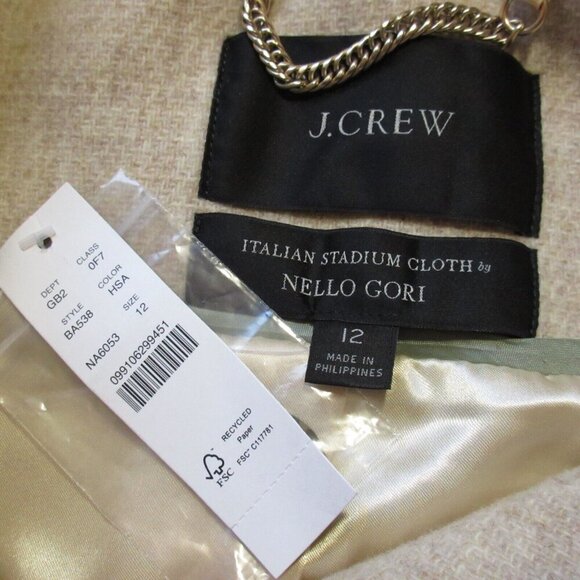 J.CREW
ITALIAN STADIUM CLOTH by
NELLO GORI
12
MADE IN
PHILIPPINES
DEPT CLASS
GB2 0F7
STYLE COLOR
BA538 HSA
SIZE
NA6053 12
099106299451
RECYCLED
Paper
FSC™ C117781
FSC